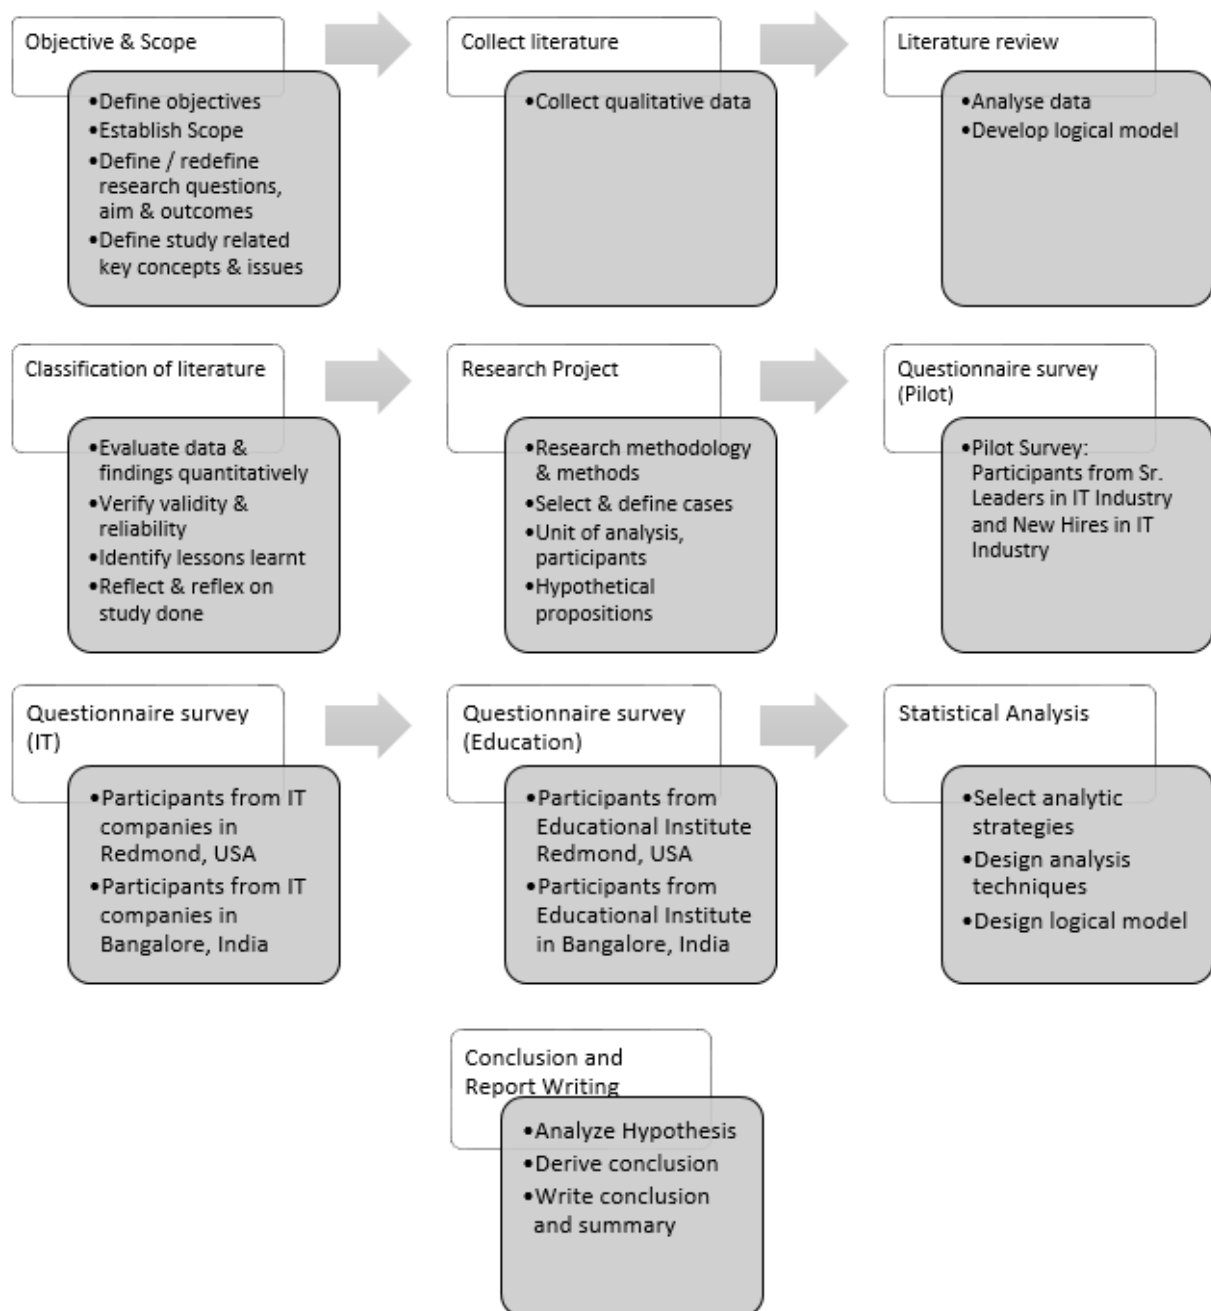 Objective & Scope
•Define objectives
•Establish Scope
•Define / redefine
research questions,
aim & outcomes
•Define study related
key concepts & issues
Collect literature
•Collect qualitative data
Literature review
•Analyse data
•Develop logical model
Classification of literature
•Evaluate data &
findings quantitatively
•Verify validity &
reliability
•Identify lessons learnt
•Reflect & reflex on
study done
Research Project
•Research methodology
& methods
•Select & define cases
•Unit of analysis,
participants
•Hypothetical
propositions
Questionnaire survey
(Pilot)
•Pilot Survey:
Participants from Sr.
Leaders in IT Industry
and New Hires in IT
Industry
Questionnaire survey
(IT)
•Participants from IT
companies in
Redmond, USA
•Participants from IT
companies in
Bangalore, India
Questionnaire survey
(Education)
•Participants from
Educational Institute
Redmond, USA
•Participants from
Educational Institute
in Bangalore, India
Statistical Analysis
•Select analytic
strategies
•Design analysis
techniques
•Design logical model
Conclusion and
Report Writing
•Analyze Hypothesis
•Derive conclusion
•Write conclusion
and summary